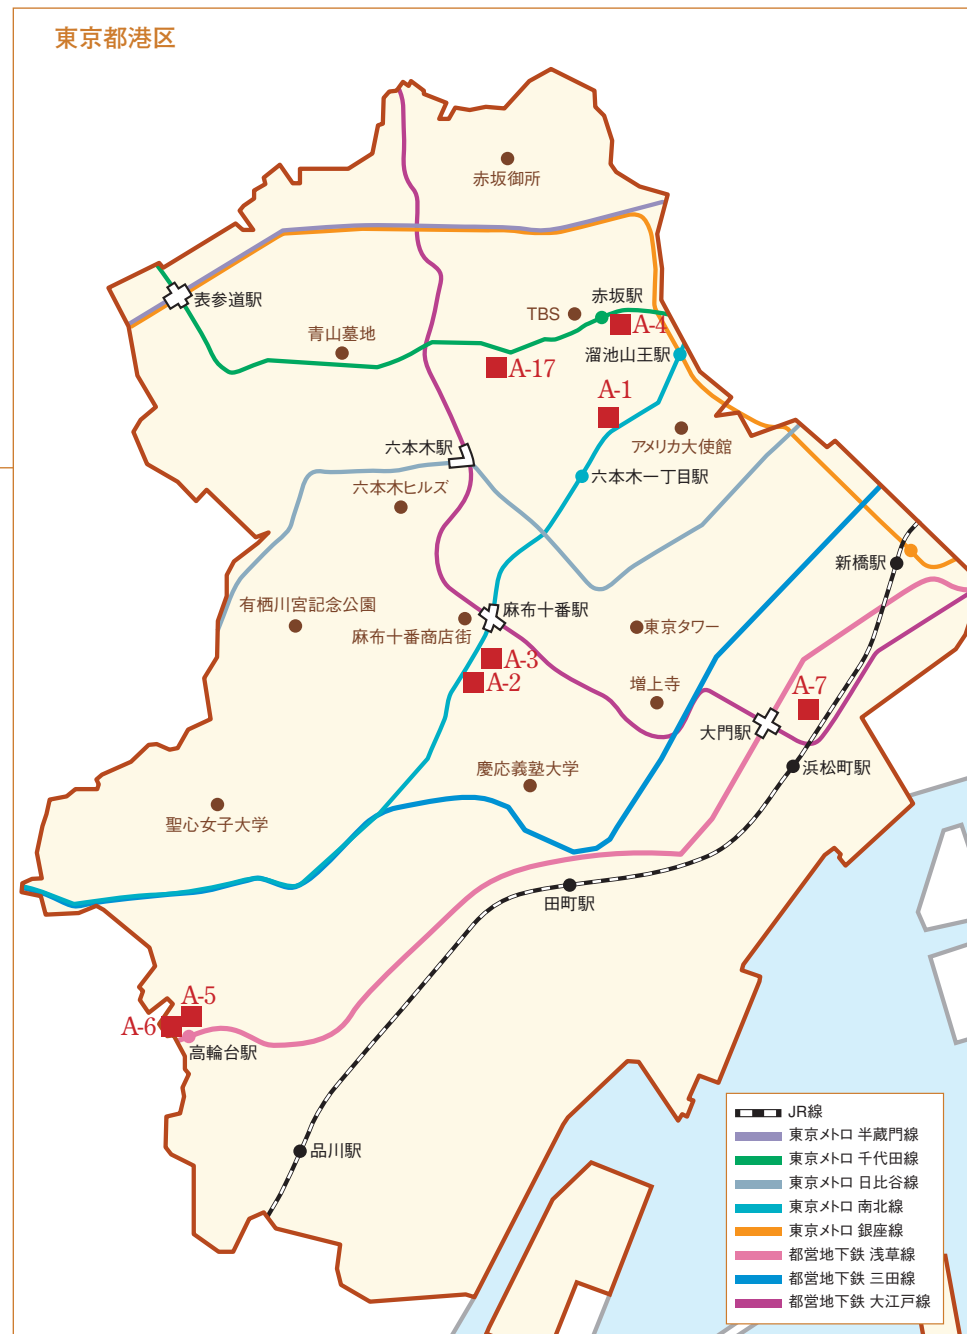 東京都港区
赤坂御所
表参道駅
赤坂駅
TBS
A-4
青山墓地
溜池山王駅
A-17
A-1
アメリカ大使館
六本木駅
六本木一丁目駅
六本木ヒルズ
新橋駅
有栖川宮記念公園
麻布十番駅
麻布十番商店街
東京タワー
A-3
A-2
増上寺
A-7
大門駅
浜松町駅
慶応義塾大学
聖心女子大学
田町駅
A-5
A-6
高輪台駅
品川駅
JR線
東京メトロ 半蔵門線
東京メトロ 千代田線
東京メトロ 日比谷線
東京メトロ 南北線
東京メトロ 銀座線
都営地下鉄 浅草線
都営地下鉄 三田線
都営地下鉄 大江戸線